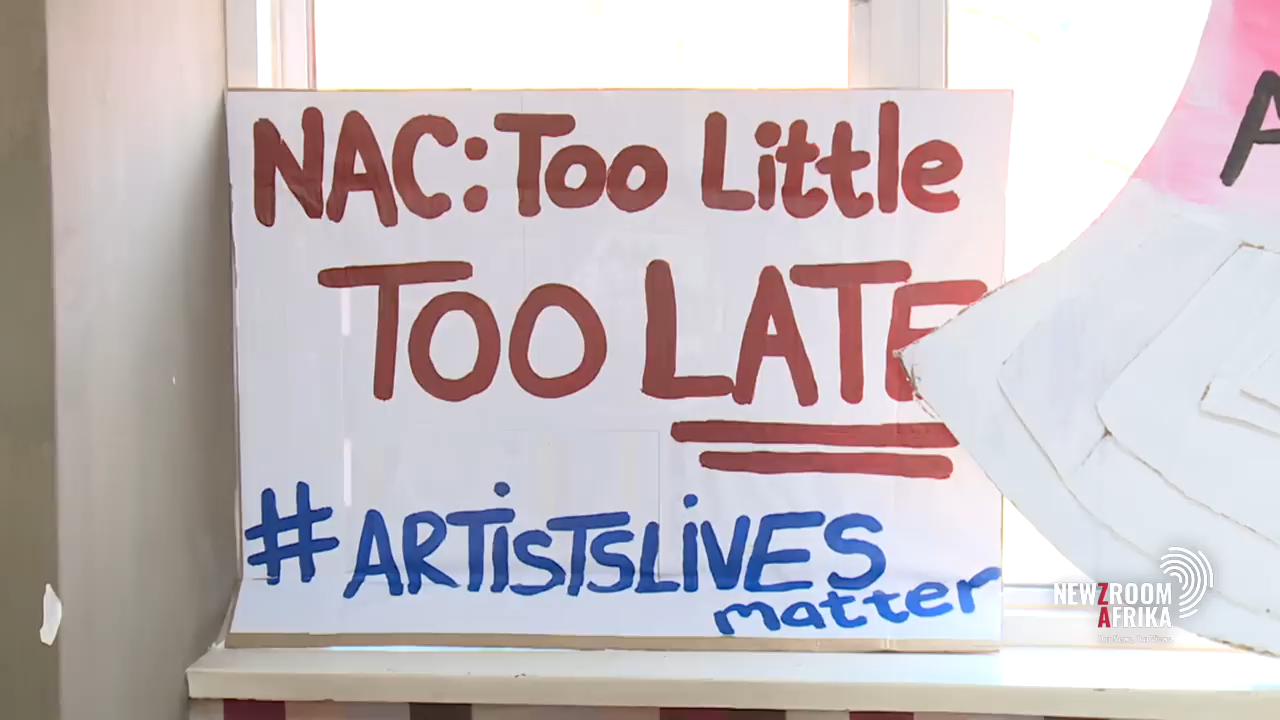 NAC: Too Little
TOO LATE
#ARTiSTSLiVES
matter
A
NEWZROOM
AFRIKA